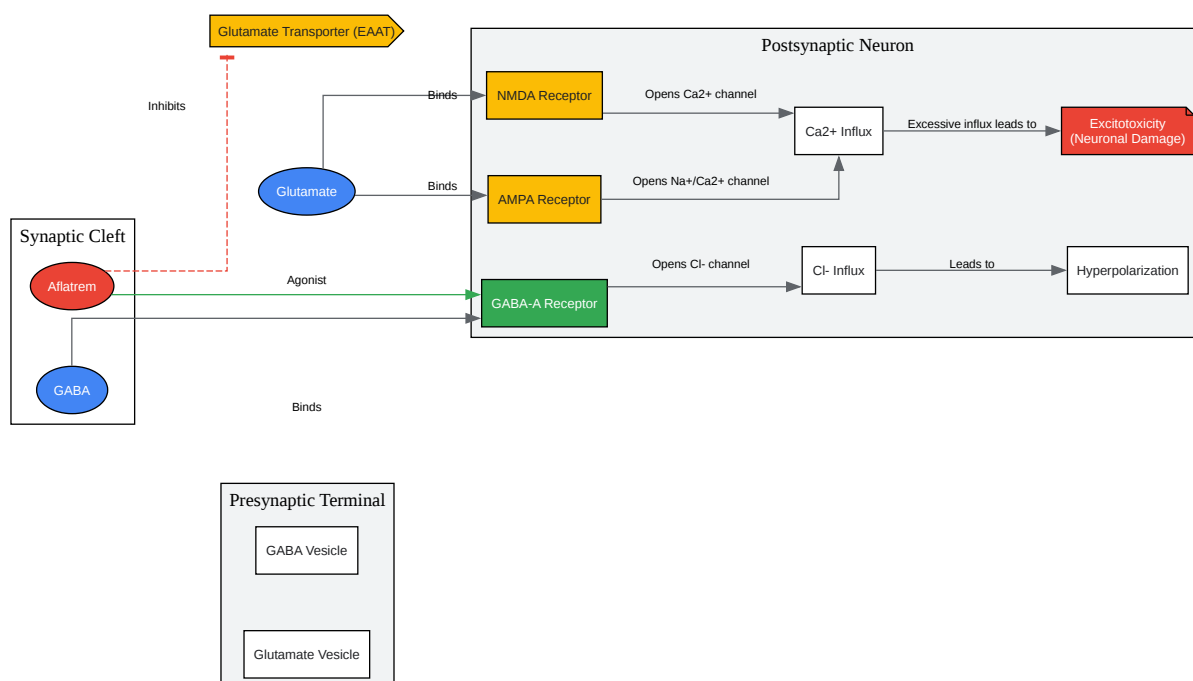 Glutamate Transporter (EAAT)
Postsynaptic Neuron
Inhibits
Binds
NMDA Receptor
Opens Ca2+ channel
Ca2+ Influx
Excessive influx leads to
Excitotoxicity
(Neuronal Damage)
Glutamate
Binds
AMPA Receptor
Opens Na+/Ca2+ channel
Synaptic Cleft
Aflatrem
Agonist
GABA-A Receptor
Opens Cl- channel
Cl- Influx
Leads to
Hyperpolarization
GABA
Binds
Presynaptic Terminal
GABA Vesicle
Glutamate Vesicle